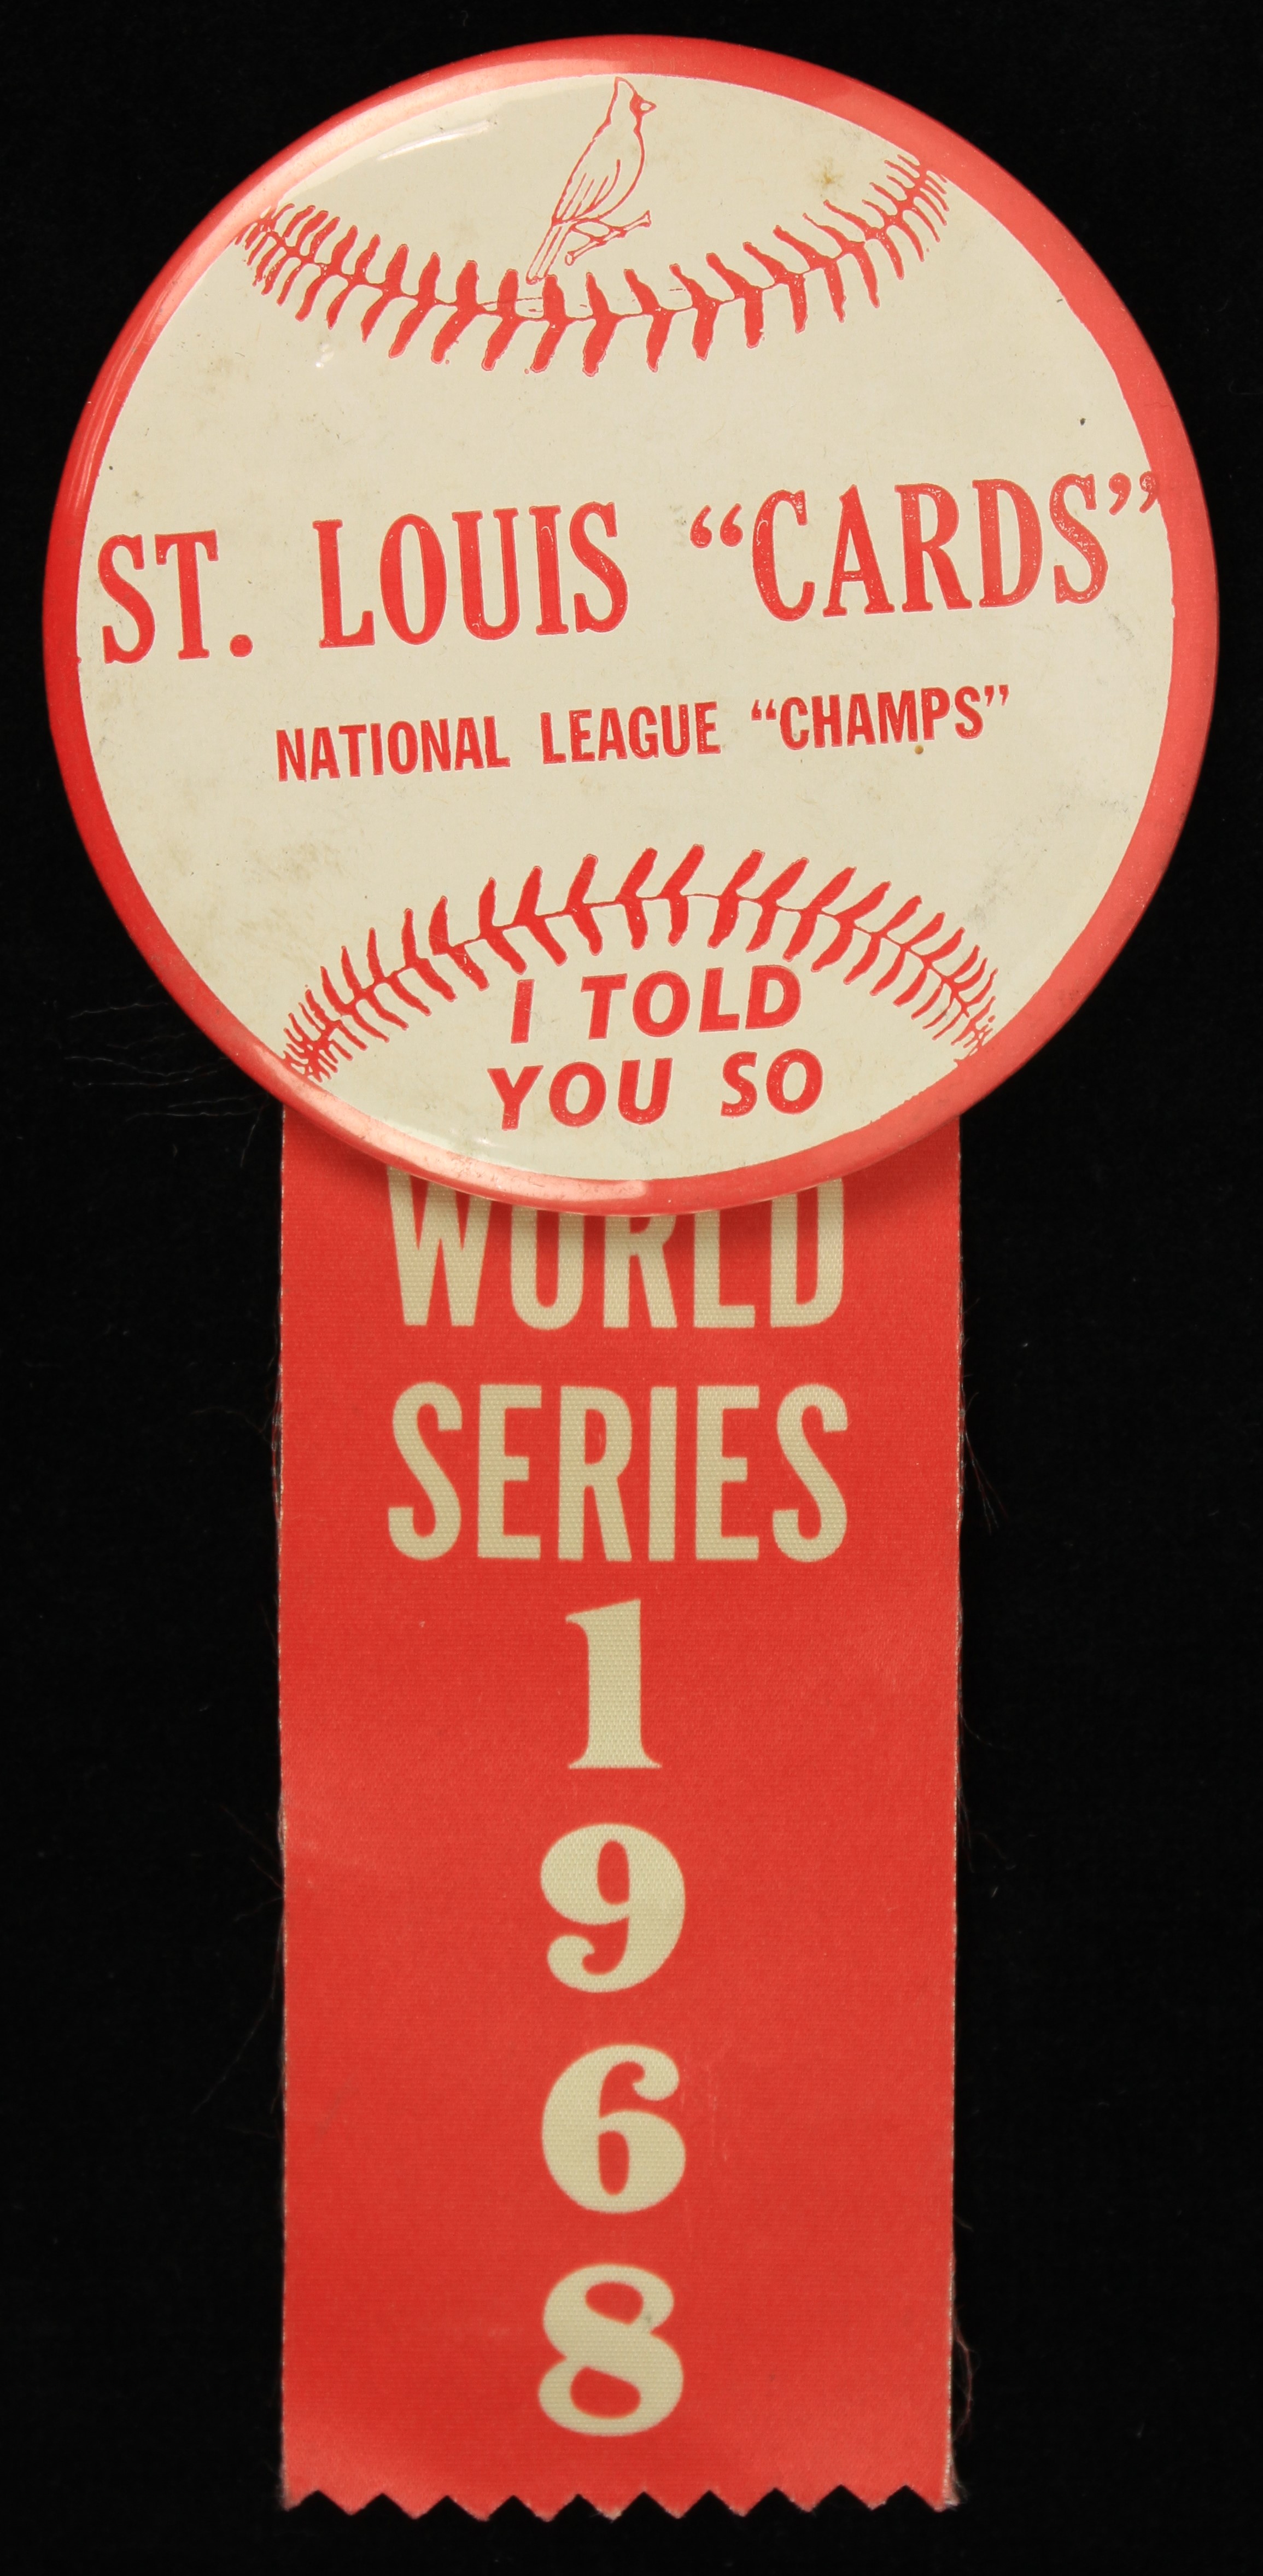 ST. LOUIS “CARDS”
NATIONAL LEAGUE “CHAMPS”
I TOLD
YOU SO
WORLD
SERIES
1
9
6
8